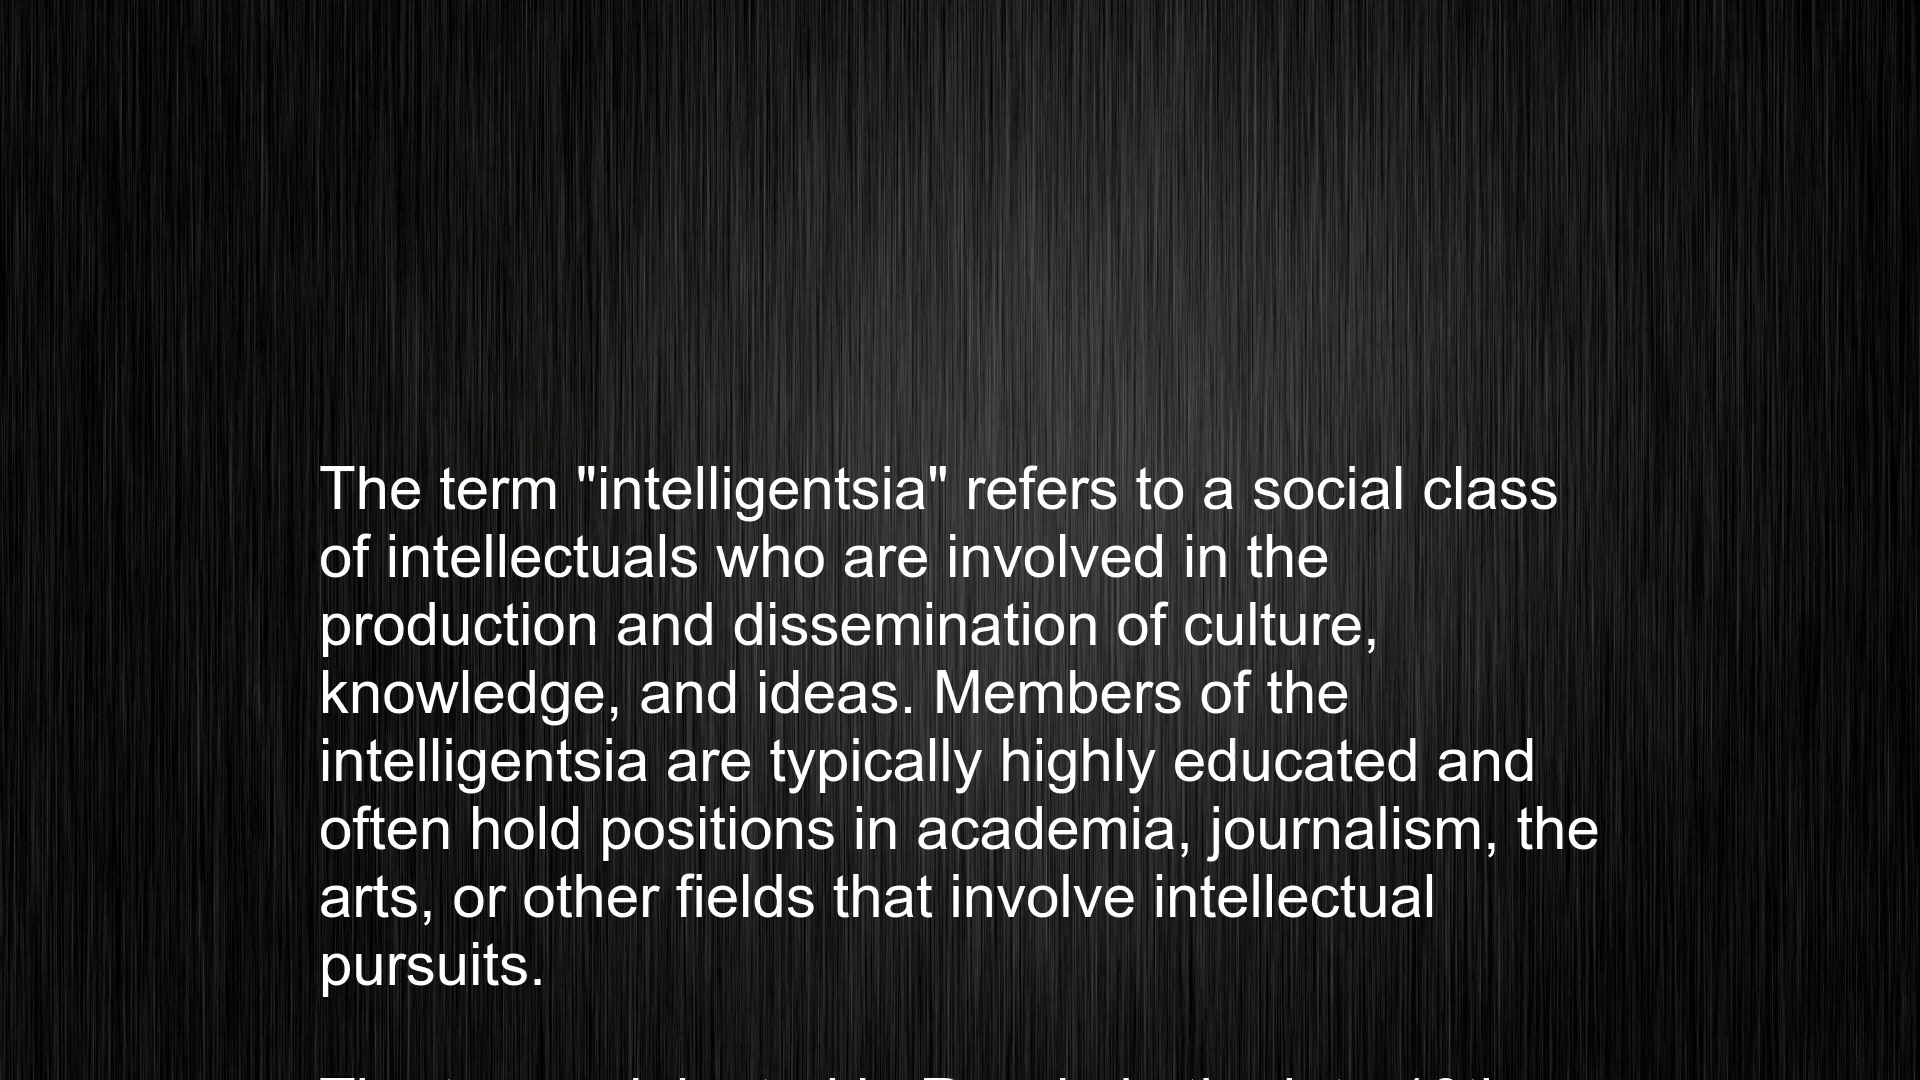 The term "intelligentsia" refers to a social class
of intellectuals who are involved in the
production and dissemination of culture,
knowledge, and ideas. Members of the
intelligentsia are typically highly educated and
often hold positions in academia, journalism, the
arts, or other fields that involve intellectual
pursuits.